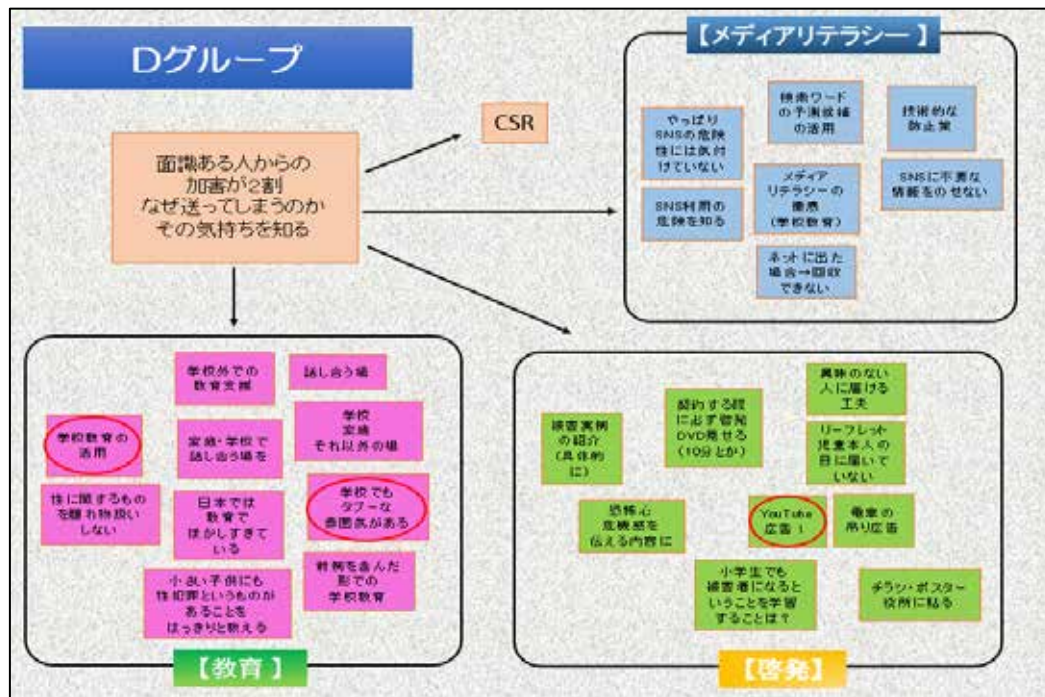 Dグループ
【メディアリテラシー】
CSR
面識ある人からの
加害が2割
なぜ送ってしまうのか
その気持ちを知る
やっぱり
SNSの危険
性には気付
けていない
検索ワード
の予測候補
の活用
技術的な
防止策
SNS利用の
危険を知る
メディア
リテラシーの
(学校教育)
SNSに不要な
情報をのせない
ネットに出た
場合→回収
できない
学校外での
教育支援
話し合う場
学校教育の
活用
家庭・学校で
話し合う場を
学校
家庭
それ以外の場
性に関するもの
を腫れ物扱い
しない
日本では
教育で
ぼかしすぎて
いる
学校でも
タブーな
雰囲気がある
小さい子供にも
性犯罪というものが
あることを
はっきりと教える
事例を含んだ
形での
学校教育
【教育】
被害実例
の紹介
(具体的
に)
契約する際
に必ず啓発
DVD見せる
(10分とか)
興味のない
人に届ける
工夫
リーフレット
児童本人の
目に届いて
いない
恐怖心
危機感を
伝える内容に
YouTube
広告!
電車の
吊り広告
小学生でも
被害者になると
いうことを学習
することは?
チラシ・ポスター
役所に貼る
【啓発】